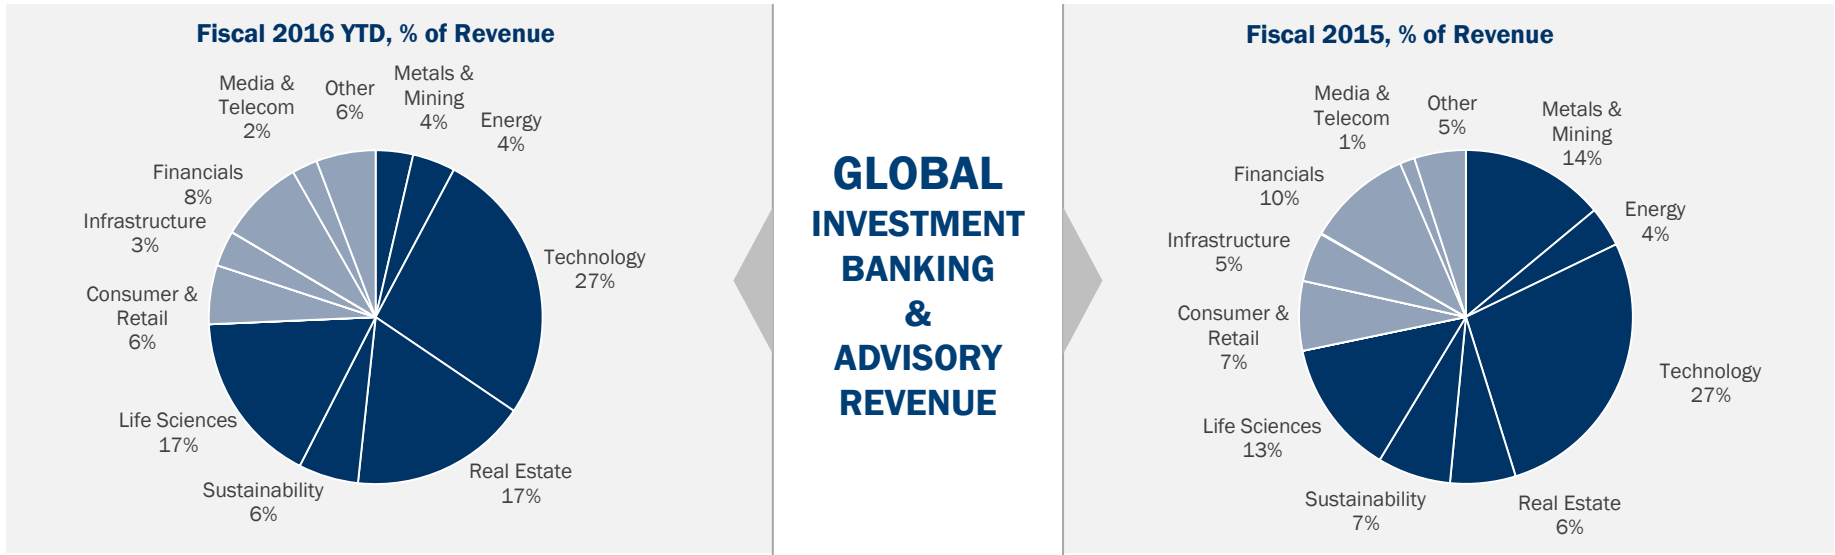 Fiscal 2016 YTD, % of Revenue
Metals &
Mining
4%
Energy
4%
Technology
27%
Real Estate
17%
Sustainability
6%
Life Sciences
17%
Consumer &
Retail
6%
Infrastructure
3%
Financials
8%
Media &
Telecom
2%
Other
6%
GLOBAL
INVESTMENT
BANKING
&
ADVISORY
REVENUE
Fiscal 2015, % of Revenue
Metals &
Mining
14%
Energy
4%
Technology
27%
Real Estate
6%
Sustainability
7%
Life Sciences
13%
Consumer &
Retail
7%
Infrastructure
5%
Financials
10%
Media &
Telecom
1%
Other
5%